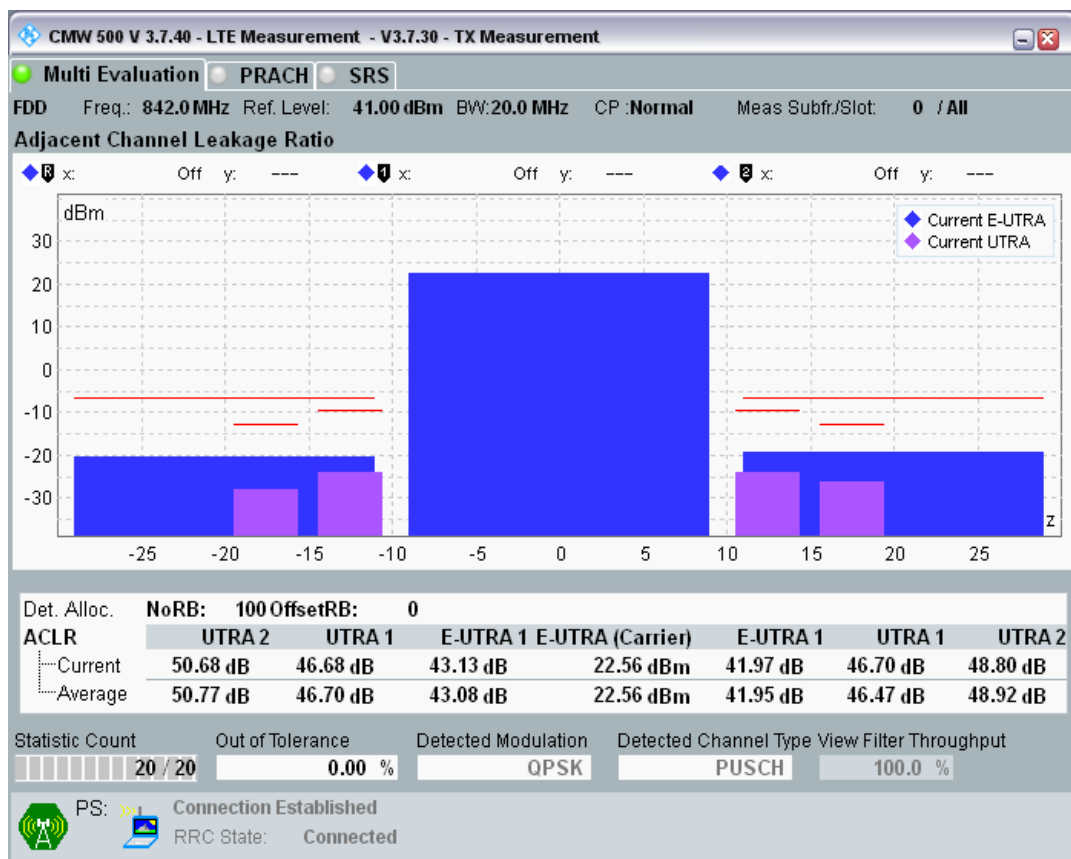 CMW 500 V 3.7.40 - LTE Measurement - V3.7.30 - TX Measurement
Multi Evaluation PRACH SRS
FDD Freq.: 842.0 MHz Ref. Level: 41.00 dBm BW:20.0 MHz CP :Normal Meas Subfr./Slot: 0 / All
Adjacent Channel Leakage Ratio
R x: Off y: --- 1 x: Off y: --- 2 x: Off y: ---
dBm
Current E-UTRA
Current UTRA
30
20
10
0
-10
-20
-30
z
-25 -20 -15 -10 -5 0 5 10 15 20 25
Det. Alloc. NoRB: 100 OffsetRB: 0
ACLR UTRA 2 UTRA 1 E-UTRA 1 E-UTRA (Carrier) E-UTRA 1 UTRA 1 UTRA 2
Current 50.68 dB 46.68 dB 43.13 dB 22.56 dBm 41.97 dB 46.70 dB 48.80 dB
Average 50.77 dB 46.70 dB 43.08 dB 22.56 dBm 41.95 dB 46.47 dB 48.92 dB
Statistic Count Out of Tolerance Detected Modulation Detected Channel Type View Filter Throughput
20 / 20 0.00 % QPSK PUSCH 100.0 %
PS: Connection Established
RRC State: Connected